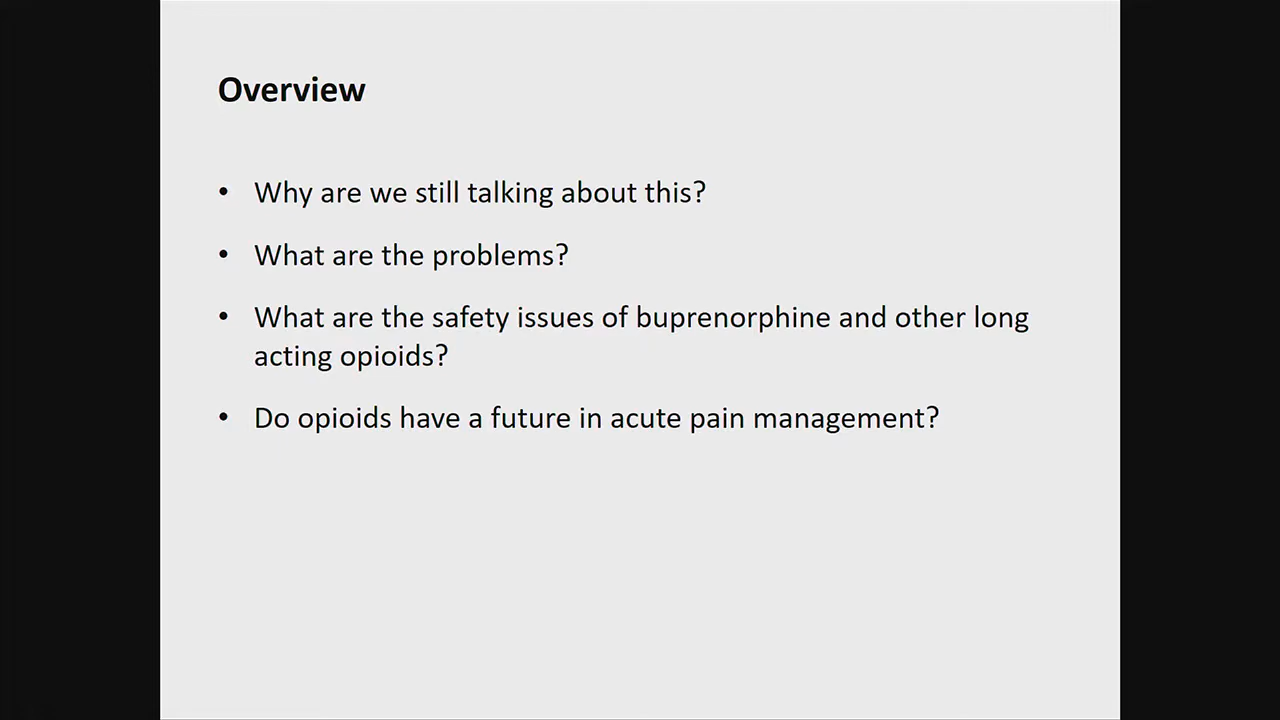 Overview
• Why are we still talking about this?
• What are the problems?
• What are the safety issues of buprenorphine and other long
acting opioids?
• Do opioids have a future in acute pain management?